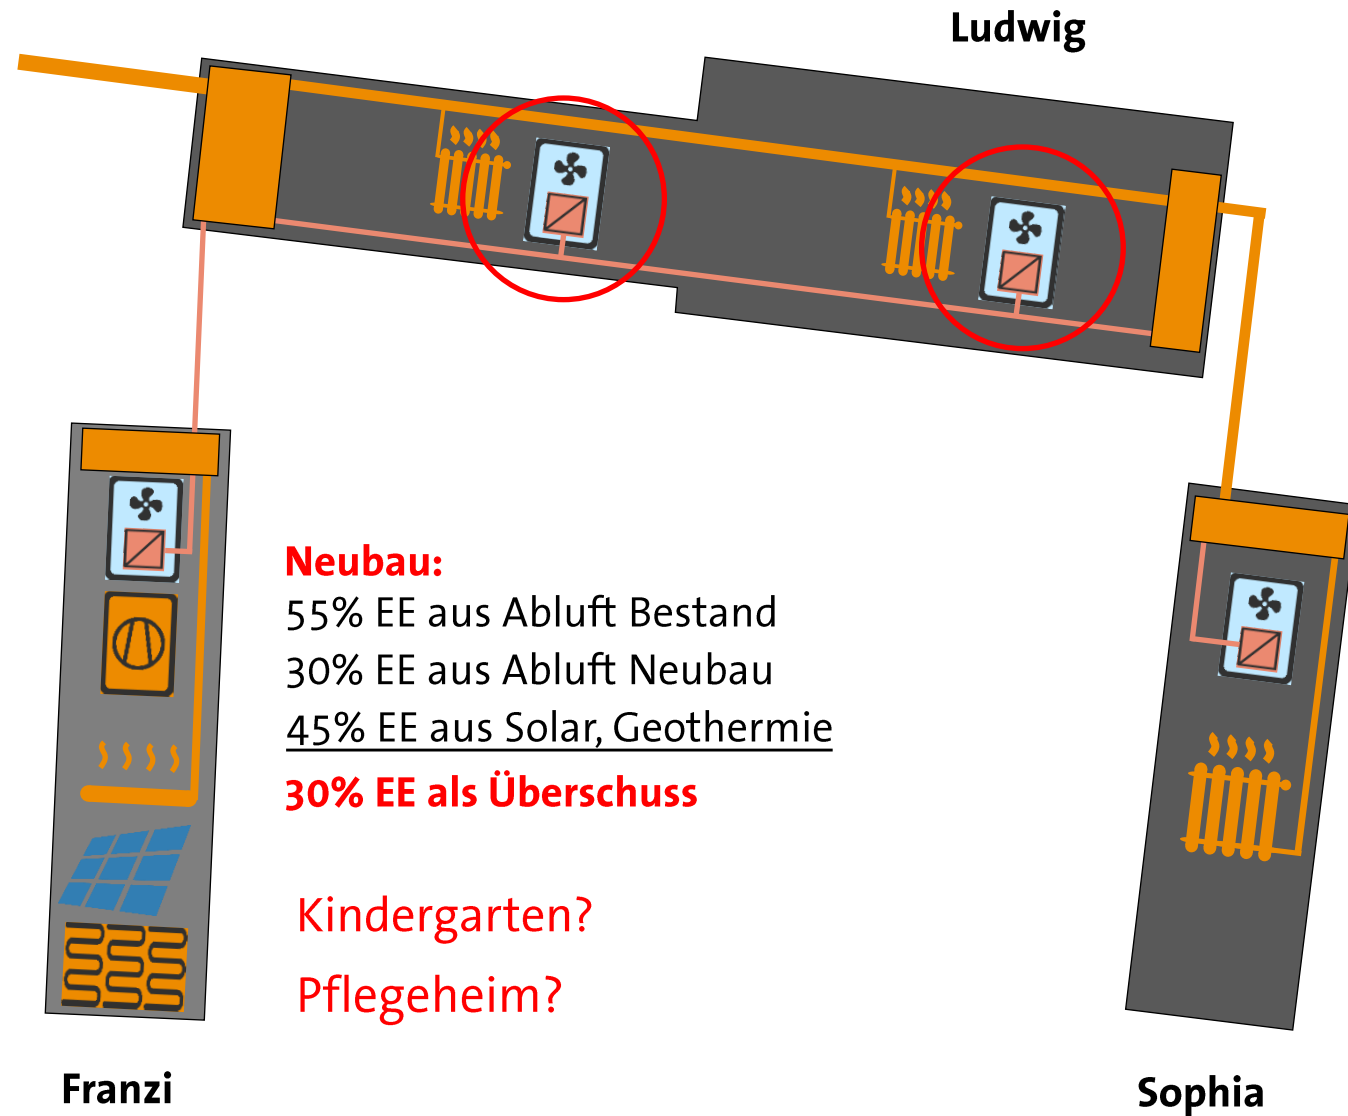 Ludwig
Neubau:
55% EE aus Abluft Bestand
30% EE aus Abluft Neubau
45% EE aus Solar, Geothermie
30% EE als Überschuss
Kindergarten?
Pflegeheim?
Franzi
Sophia